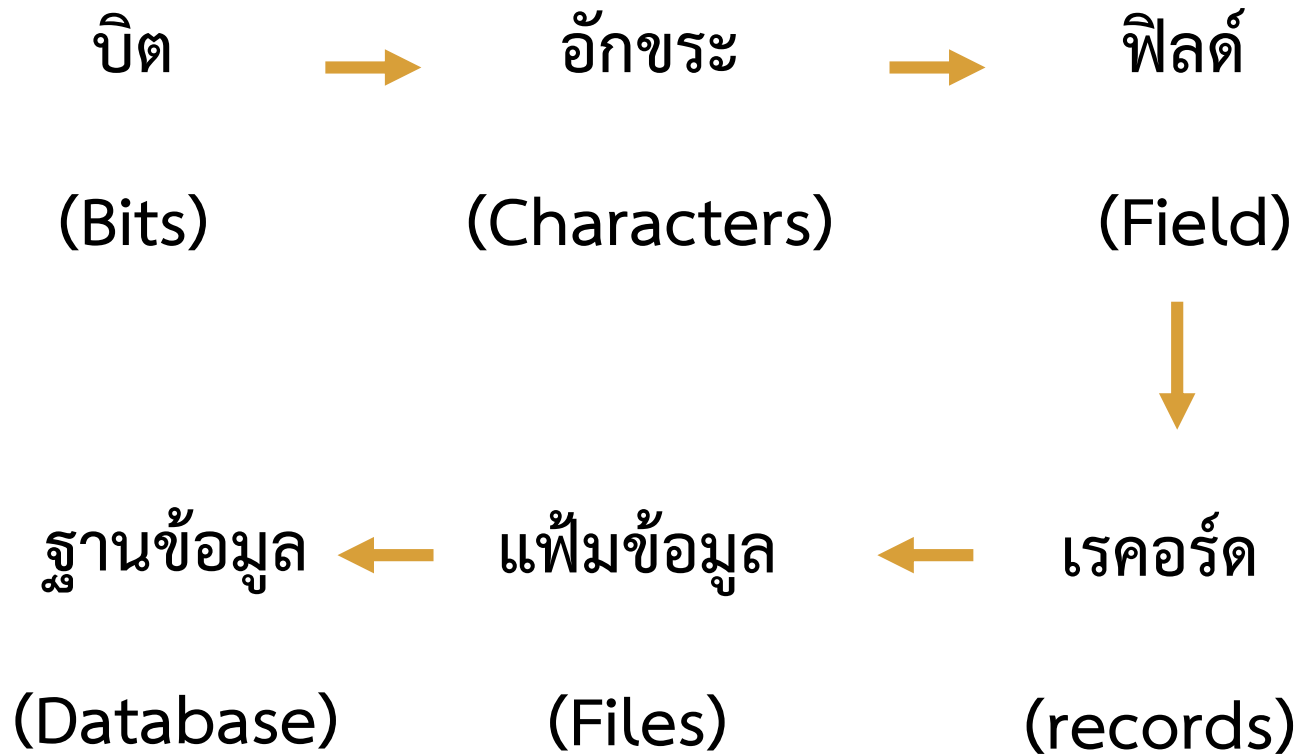 บิต
อักขระ
ฟิลด์
(Bits)
(Characters)
(Field)
ฐานข้อมูล
แฟ้มข้อมูล
เรคอร์ด
(Database)
(Files)
(records)